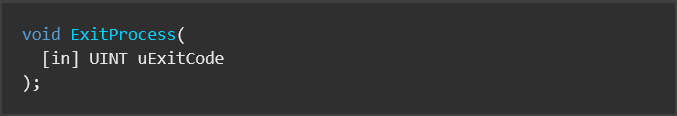 void ExitProcess(
  [in] UINT uExitCode
);